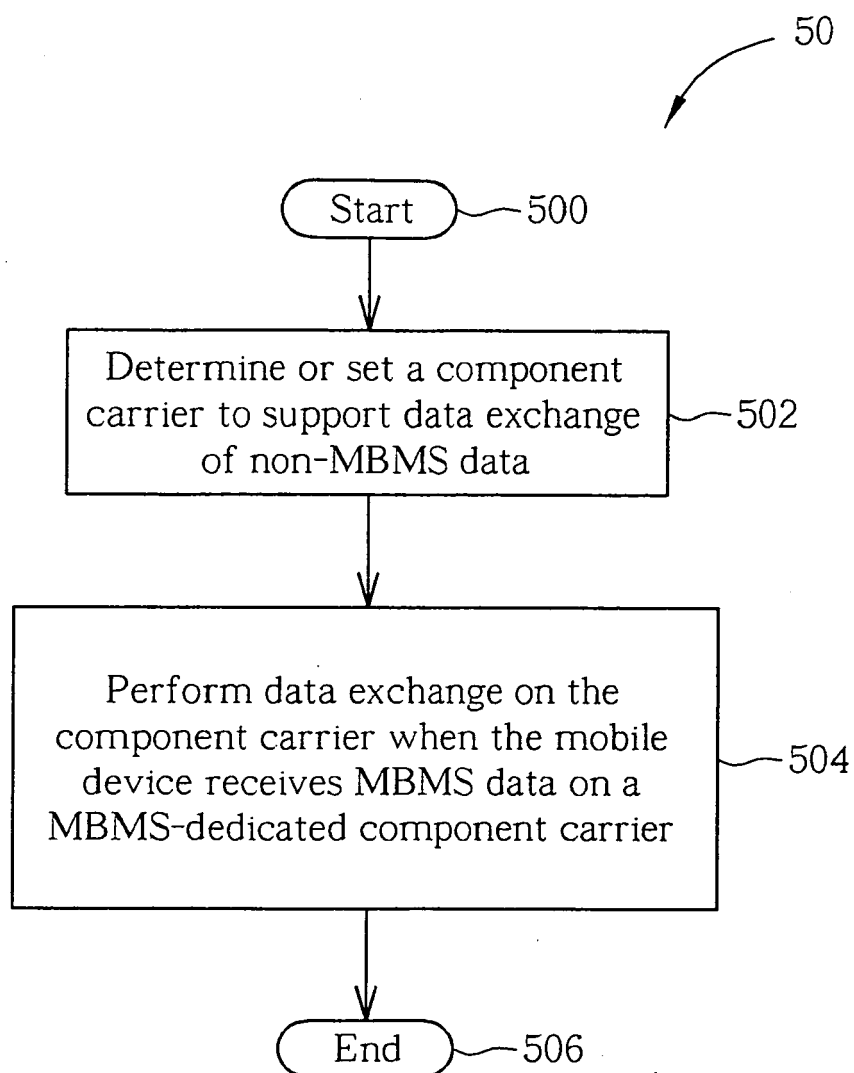 50
Start
500
Determine or set a component
carrier to support data exchange
of non-MBMS data
502
Perform data exchange on the
component carrier when the mobile
device receives MBMS data on a
MBMS-dedicated component carrier
504
End
506